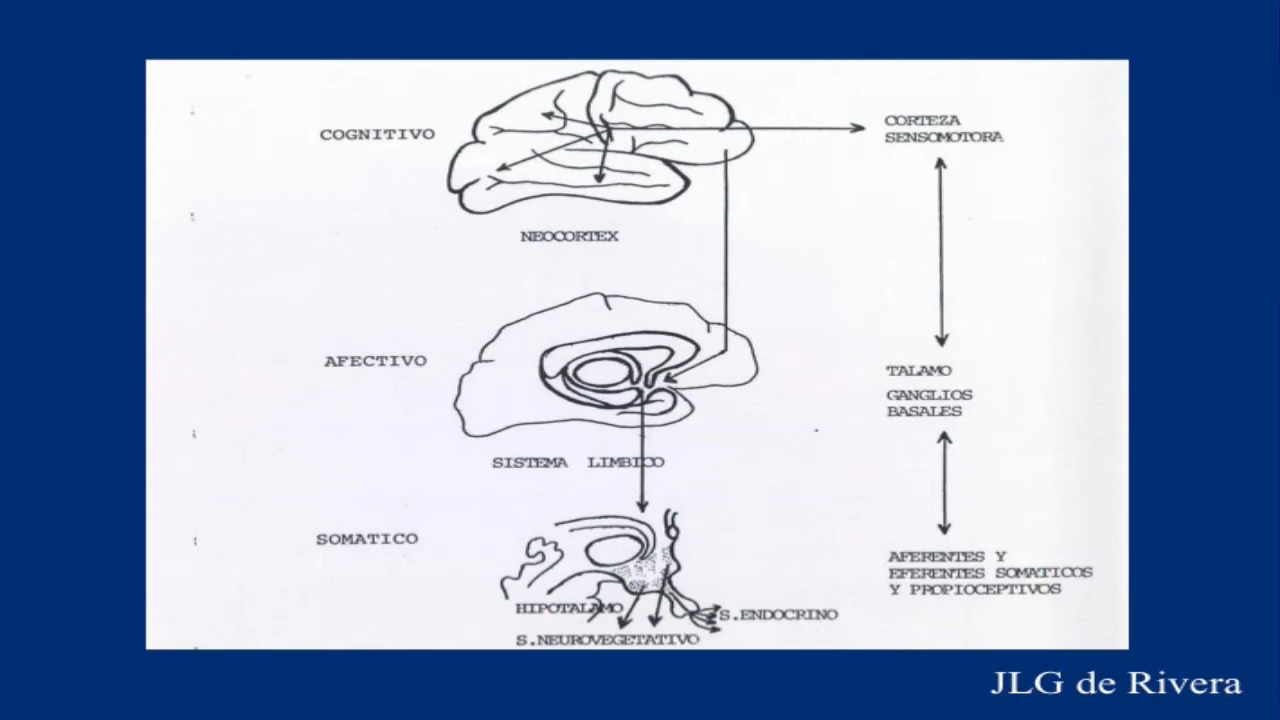 COGNITIVO
CORTEZA
SENSOMOTORA
NEOCORTEX
AFECTIVO
TALAMO
GANGLIOS
BASALES
SISTEMA LIMBICO
SOMATICO
AFERENTES Y
EFERENTES SOMATICOS
Y PROPIOCEPTIVOS
HIPOTALAMO
S.ENDOCRINO
S.NEUROVEGETATIVO
JLG de Rivera